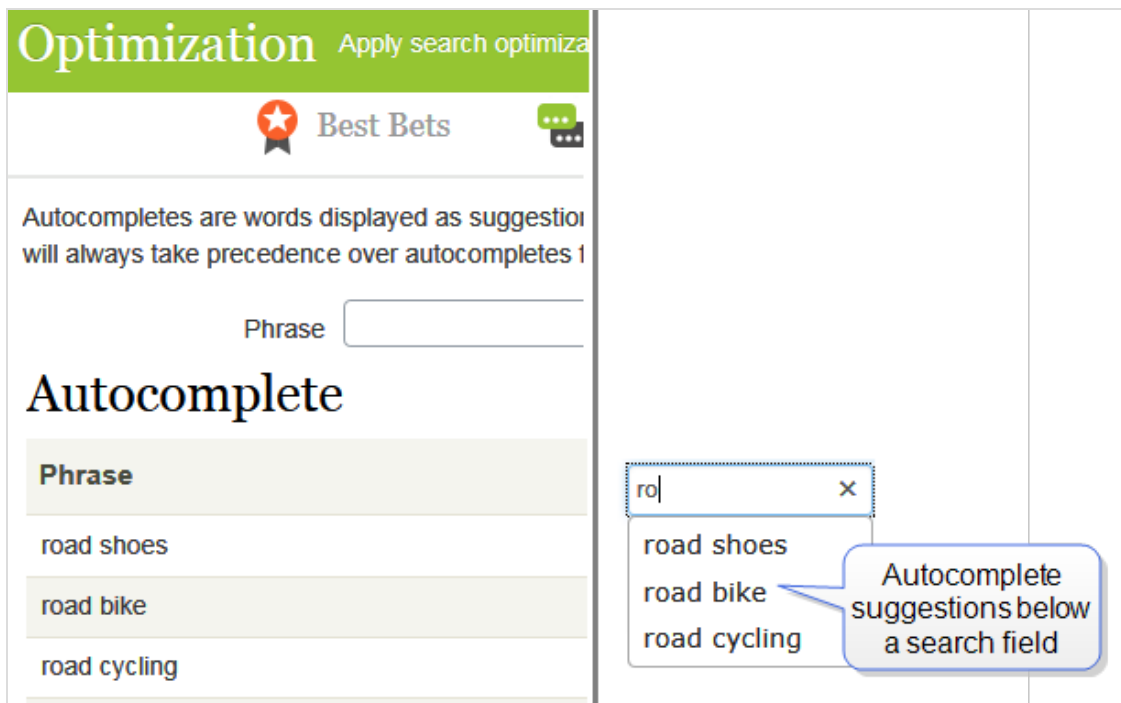 Optimization Apply search optimiza
Best Bets
Autocompletes are words displayed as suggestion
will always take precedence over autocompletes f
Phrase
Autocomplete
Phrase
road shoes
road bike
road cycling
ro
road shoes
road bike
road cycling
Autocomplete
suggestions below
a search field